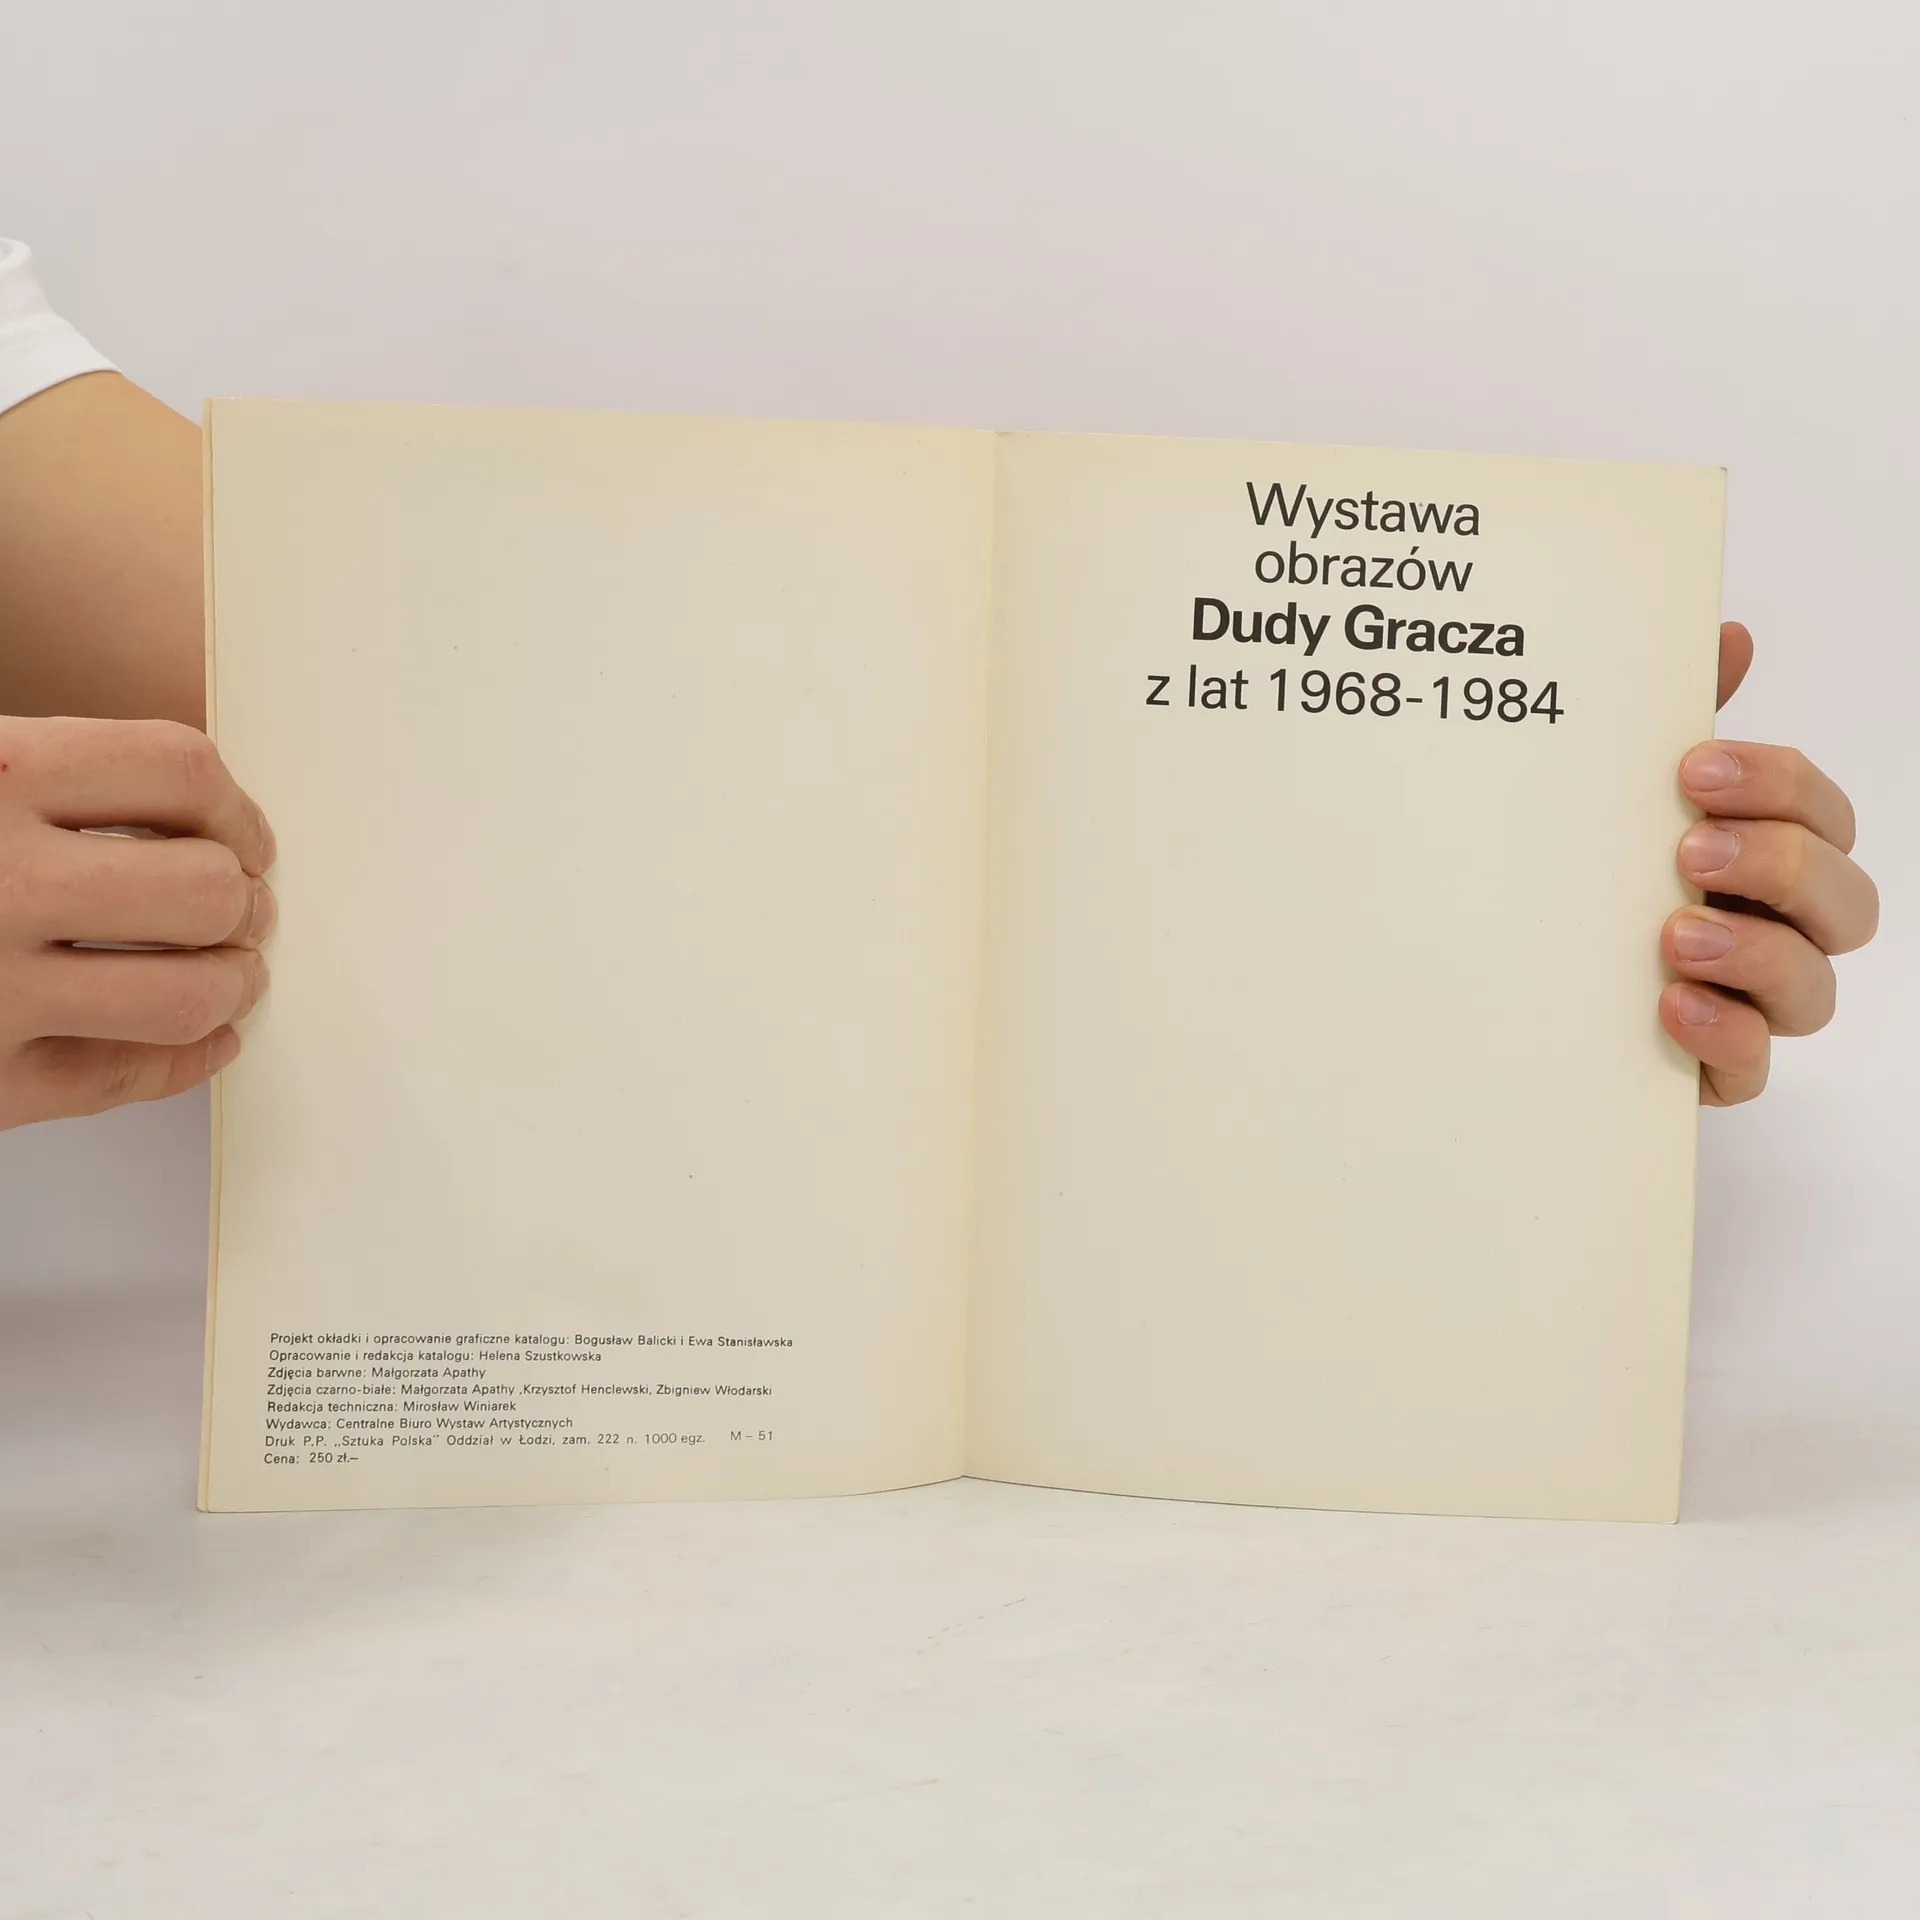 Projekt okładki i opracowanie graficzne katalogu: Bogusław Balicki i Ewa Stanisławska
Opracowanie i redakcja katalogu: Helena Szustkowska
Zdjęcia barwne: Małgorzata Apathy
Zdjęcia czarno-białe: Małgorzata Apathy ,Krzysztof Henclewski, Zbigniew Włodarski
Redakcja techniczna: Mirosław Winiarek
Wydawca: Centralne Biuro Wystaw Artystycznych
Druk P.P. „Sztuka Polska” Oddział w Łodzi, zam. 222 n. 1000 egz. M – 51
Cena: 250 zł.–
Wystawa
obrazów
Dudy Gracza
z lat 1968-1984